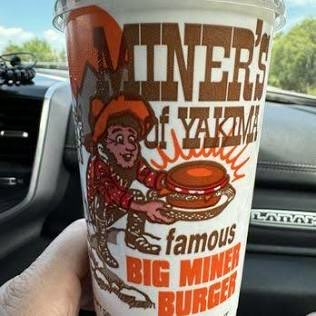 MINER'S
of YAKIMA
famous
BIG MINER
BURGER